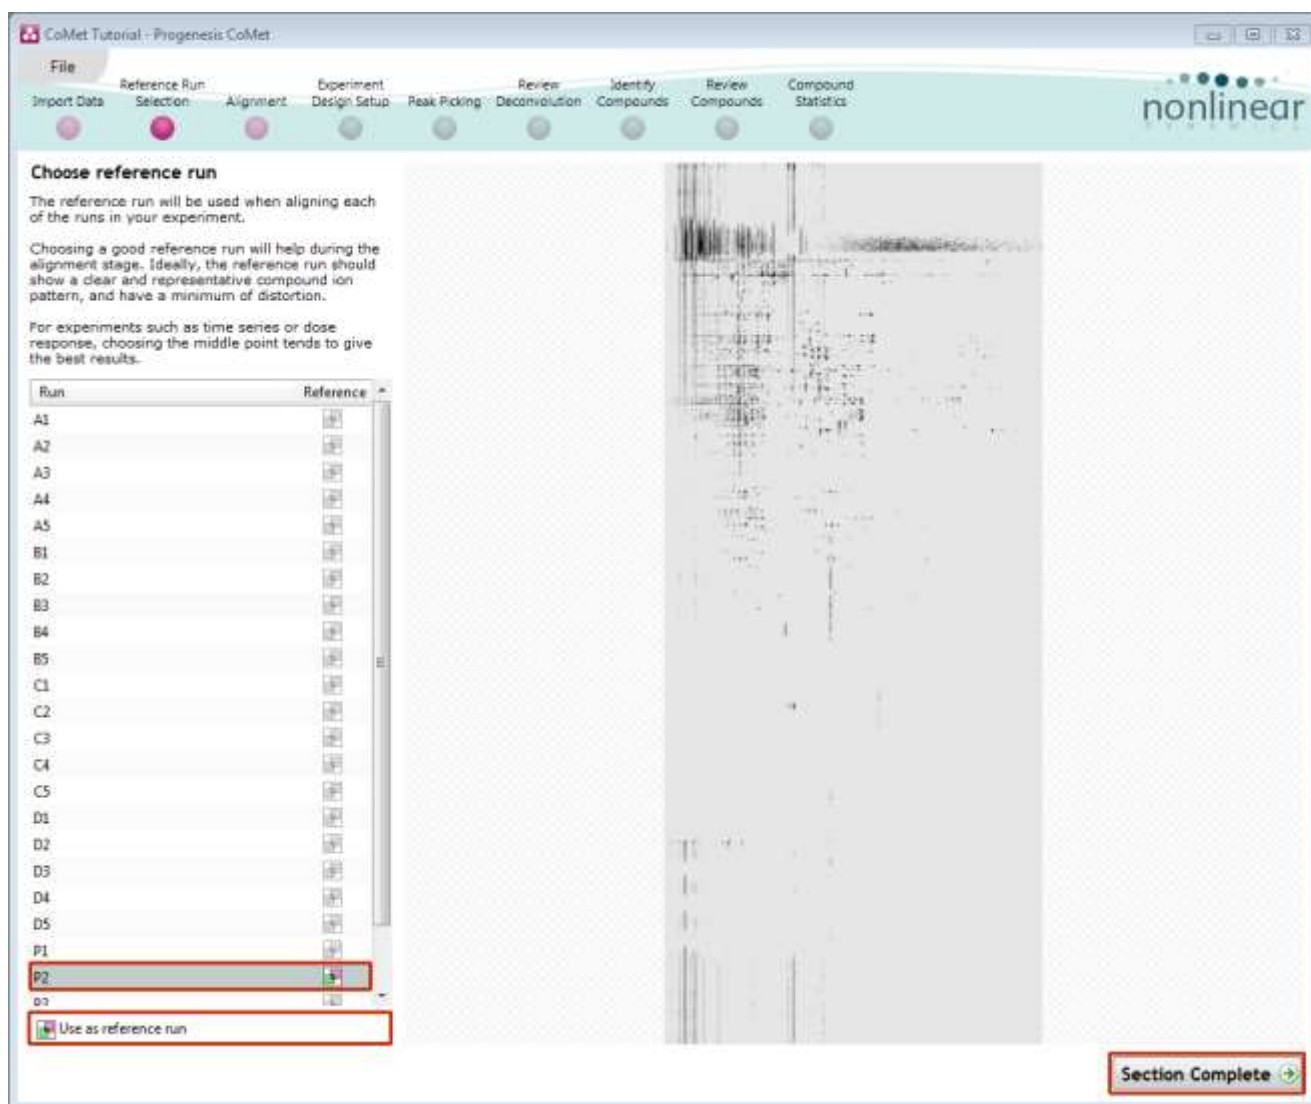 CoMet Tutorial - Progenesis CoMet
File
Import Data
Reference Run
Selection
Alignment
Experiment
Design Setup
Peak Picking
Review
Deconvolution
Identify
Compounds
Review
Compounds
Compound
Statistics
nonlinear
DYNAMICS
Choose reference run
The reference run will be used when aligning each
of the runs in your experiment.
Choosing a good reference run will help during the
alignment stage. Ideally, the reference run should
show a clear and representative compound ion
pattern, and have a minimum of distortion.
For experiments such as time series or dose
response, choosing the middle point tends to give
the best results.
Run Reference
A1
A2
A3
A4
A5
B1
B2
B3
B4
B5
C1
C2
C3
C4
C5
D1
D2
D3
D4
D5
P1
P2
P3
Use as reference run
Section Complete